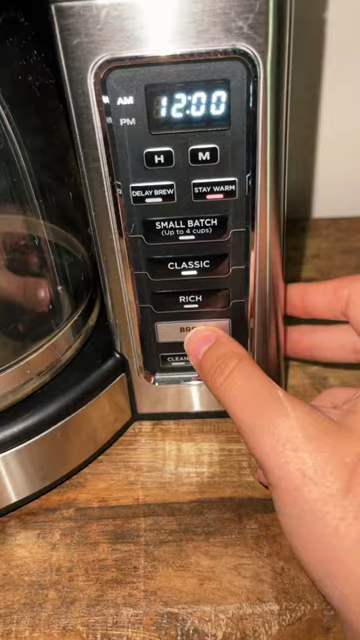 AM
12:00
PM
H M
DELAY BREW STAY WARM
SMALL BATCH
(Up to 4 cups)
CLASSIC
RICH